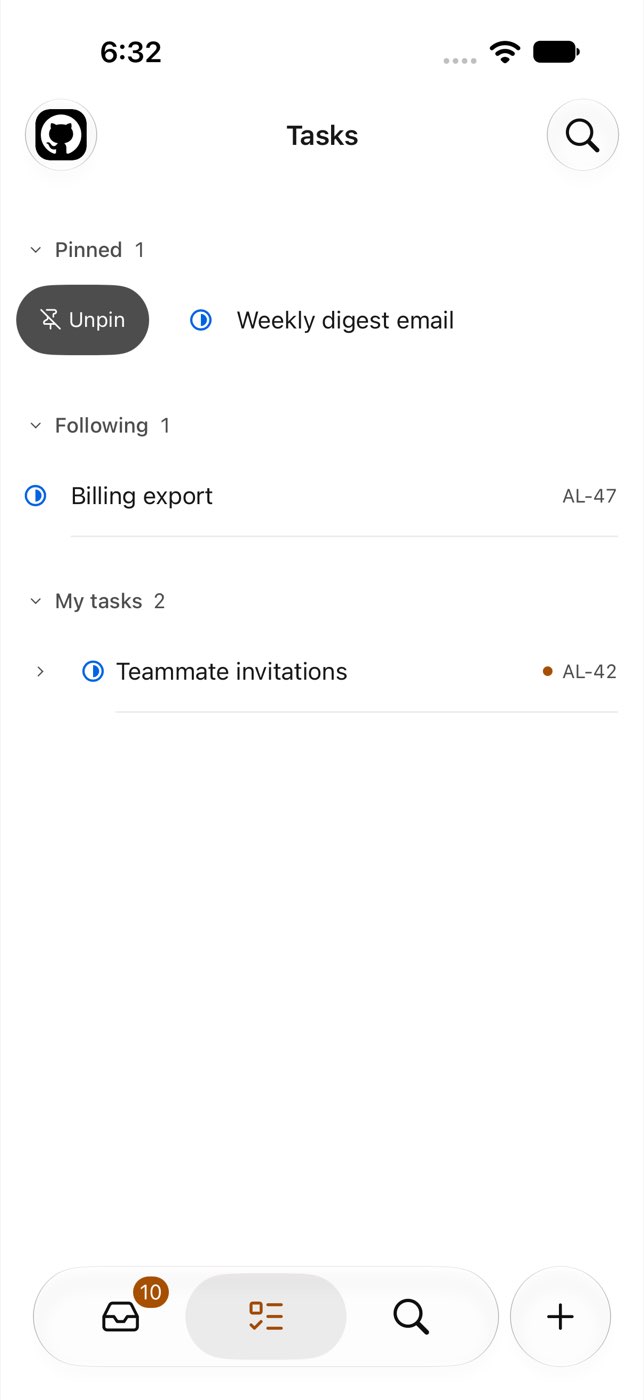 6:32
Tasks
Pinned 1
Unpin
Weekly digest email
Following 1
Billing export
AL-47
My tasks 2
Teammate invitations
AL-42
10